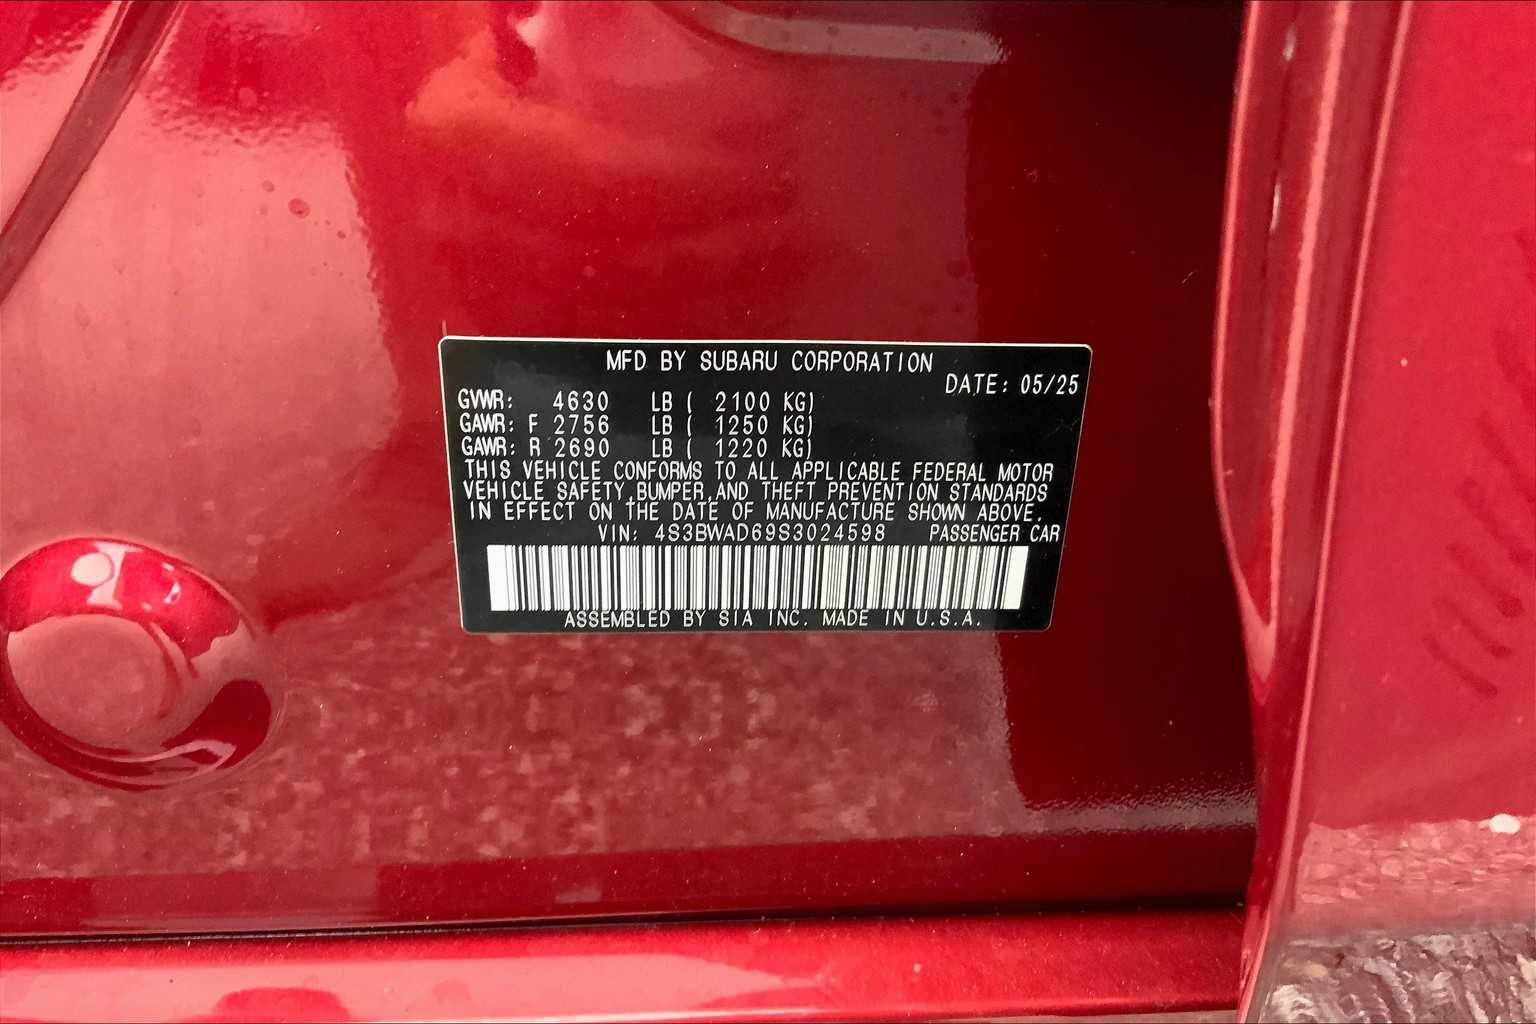 MFD BY SUBARU CORPORATION
DATE: 05/25
GVWR: 4630 LB ( 2100 KG)
GAWR: F 2756 LB ( 1250 KG)
GAWR: R 2690 LB ( 1220 KG)
THIS VEHICLE CONFORMS TO ALL APPLICABLE FEDERAL MOTOR
VEHICLE SAFETY,BUMPER,AND THEFT PREVENTION STANDARDS
IN EFFECT ON THE DATE OF MANUFACTURE SHOWN ABOVE.
VIN: 4S3BWAD69S3024598 PASSENGER CAR
ASSEMBLED BY SIA INC. MADE IN U.S.A.